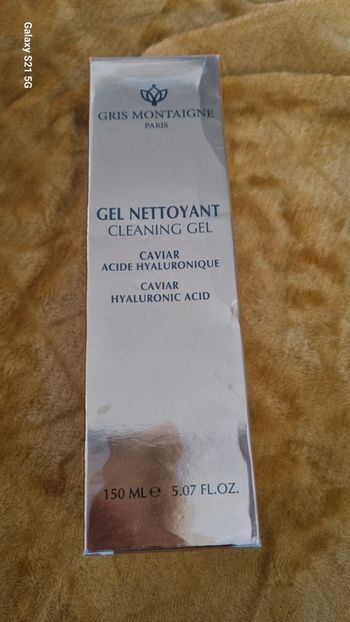 Galaxy S21 5G
GRIS MONTAIGNE
PARIS
GEL NETTOYANT
CLEANING GEL
CAVIAR
ACIDE HYALURONIQUE
CAVIAR
HYALURONIC ACID
150 ML e 5.07 FL.OZ.